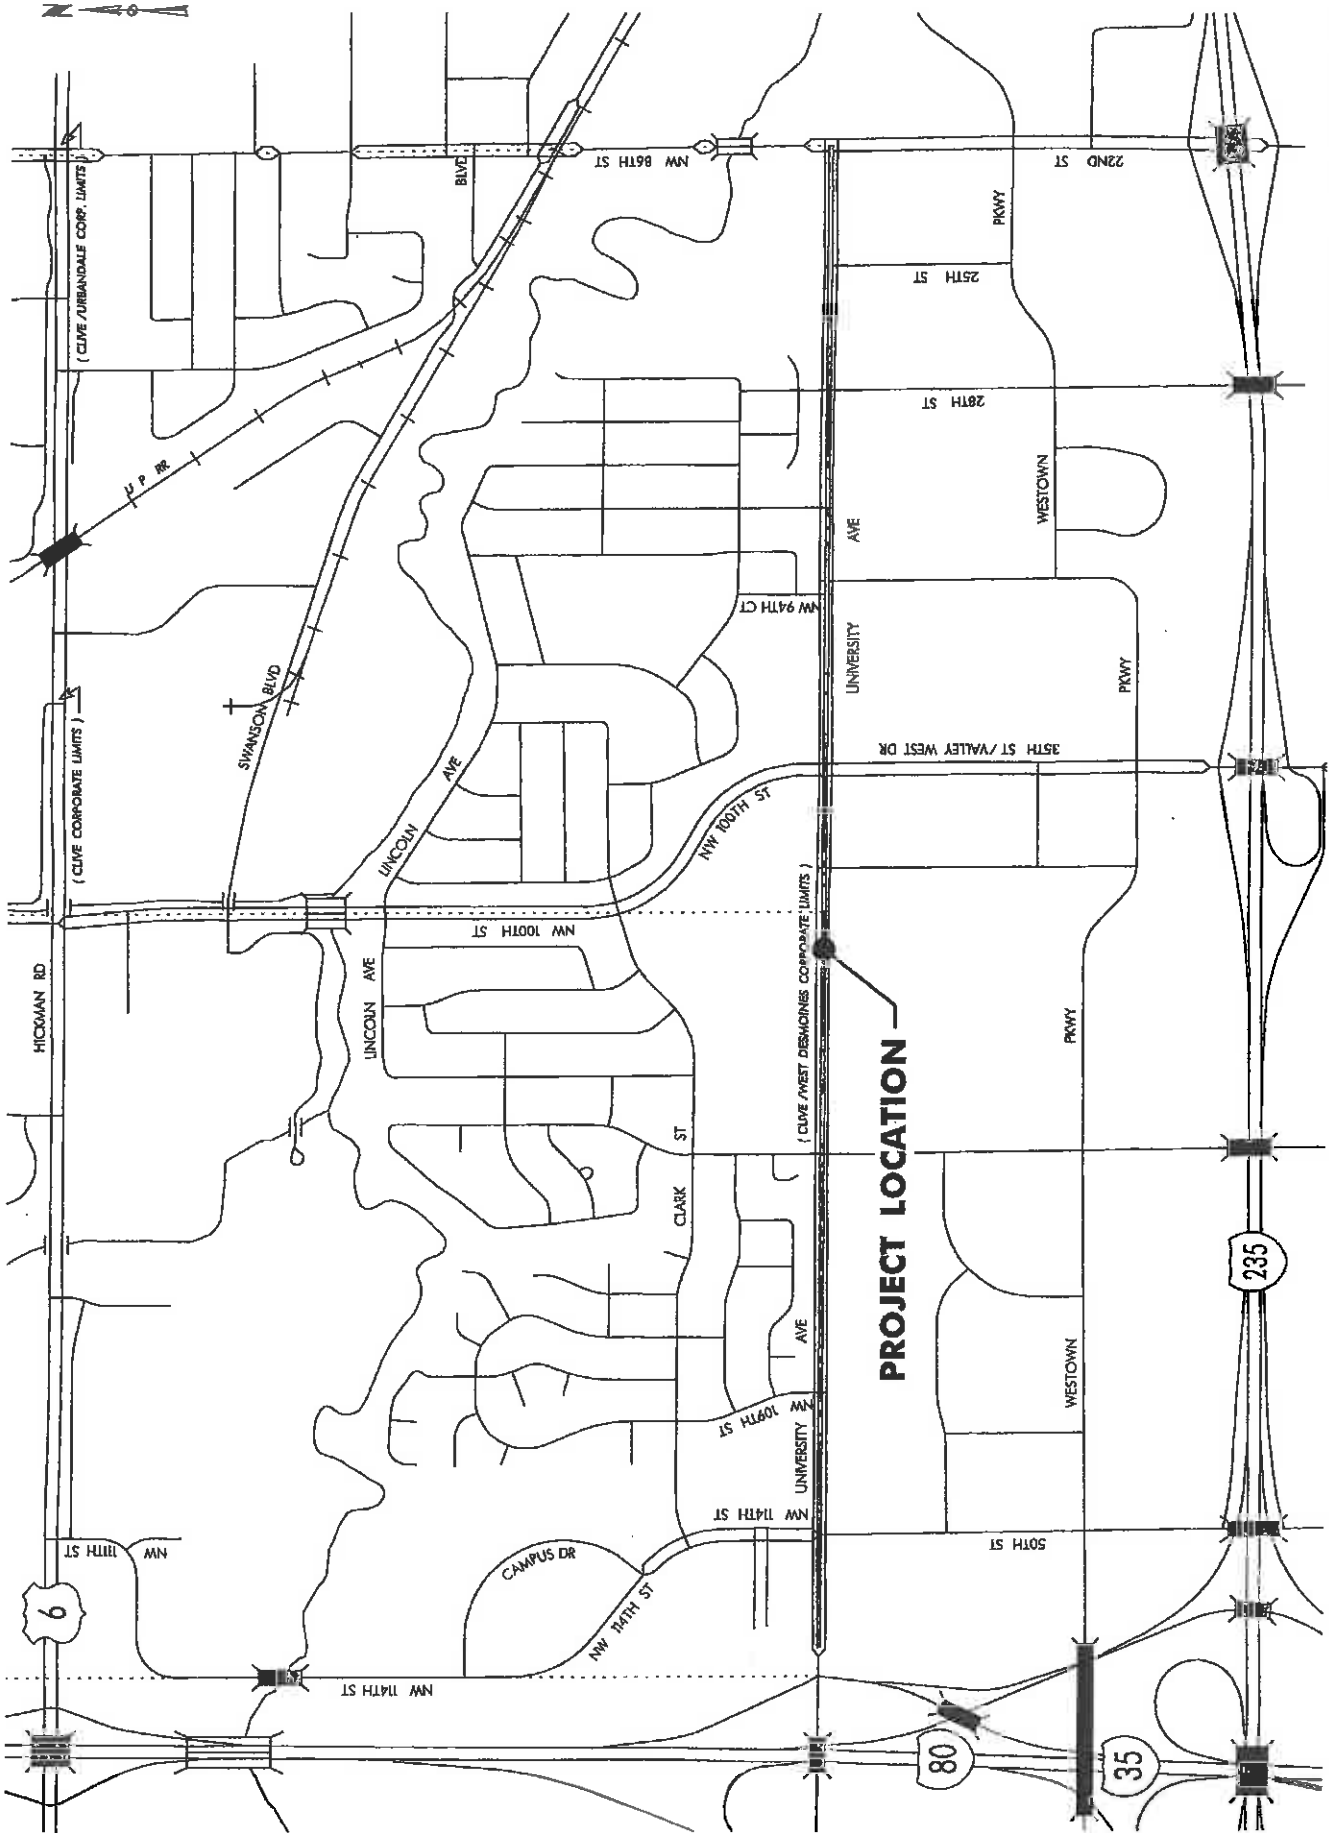 N
( CLIVE /URBANDALE CORP. LIMITS )
BLVD
NW 86TH ST
22ND ST
PKWY
25TH ST
28TH ST
U P RR
WESTOWN
AVE
NW 94TH CT
UNIVERSITY
PKWY
SWANSON BLVD
( CLIVE CORPORATE LIMITS )
35TH ST/VALLEY WEST DR
LINCOLN AVE
NW 100TH ST
( CLIVE /WEST DESMOINES CORPORATE LIMITS )
HICKMAN RD
NW 100TH ST
LINCOLN AVE
PROJECT LOCATION
PKWY
CLARK ST
235
UNIVERSITY AVE
WESTOWN
NW 109TH ST
NW 114TH ST
50TH ST
NW 111TH ST
CAMPUS DR
6
NW 114TH ST
NW 114TH ST
80
35